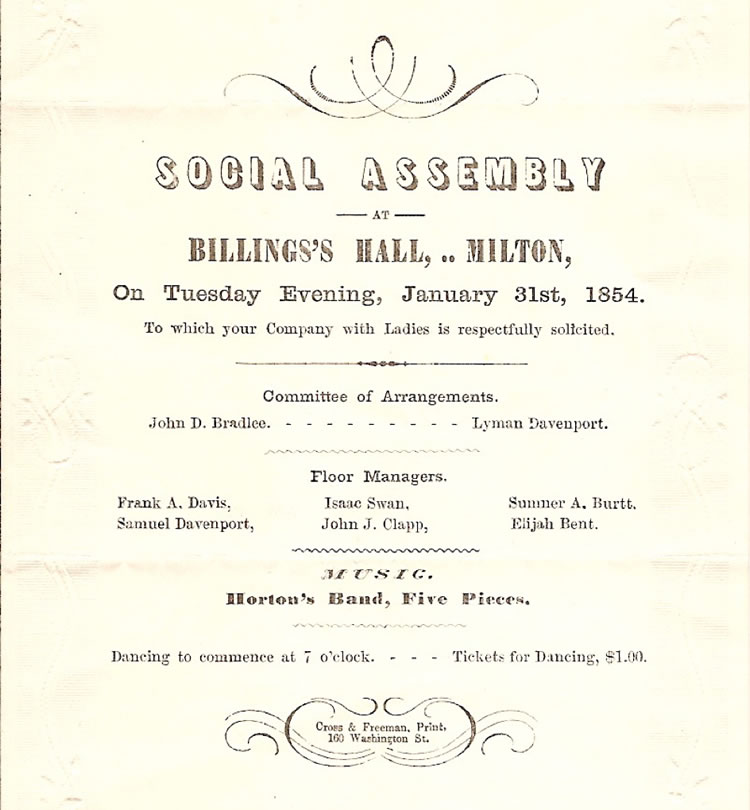 SOCIAL ASSEMBLY
AT
BILLINGS'S HALL, .. MILTON,
On Tuesday Evening, January 31st, 1854.
To which your Company with Ladies is respectfully solicited.
Committee of Arrangements.
John D. Bradlee. - - - - - - - - - Lyman Davenport.
Floor Managers.
Frank A. Davis, Isaac Swan, Sumner A. Burtt,
Samuel Davenport, John J. Clapp, Elijah Bent.
MUSIC.
Horton's Band, Five Pieces.
Dancing to commence at 7 o'clock. - - - Tickets for Dancing, $1.00.
Cross & Freeman, Print,
160 Washington St.